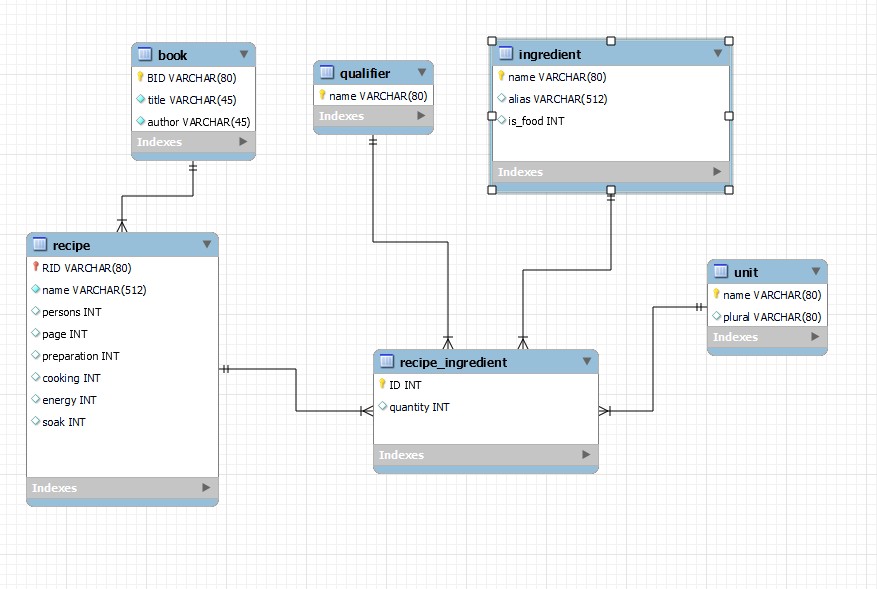 book
BID VARCHAR(80)
title VARCHAR(45)
author VARCHAR(45)
Indexes
qualifier
name VARCHAR(80)
Indexes
ingredient
name VARCHAR(80)
alias VARCHAR(512)
is_food INT
Indexes
recipe
RID VARCHAR(80)
name VARCHAR(512)
persons INT
page INT
preparation INT
cooking INT
energy INT
soak INT
Indexes
unit
name VARCHAR(80)
plural VARCHAR(80)
Indexes
recipe_ingredient
ID INT
quantity INT
Indexes